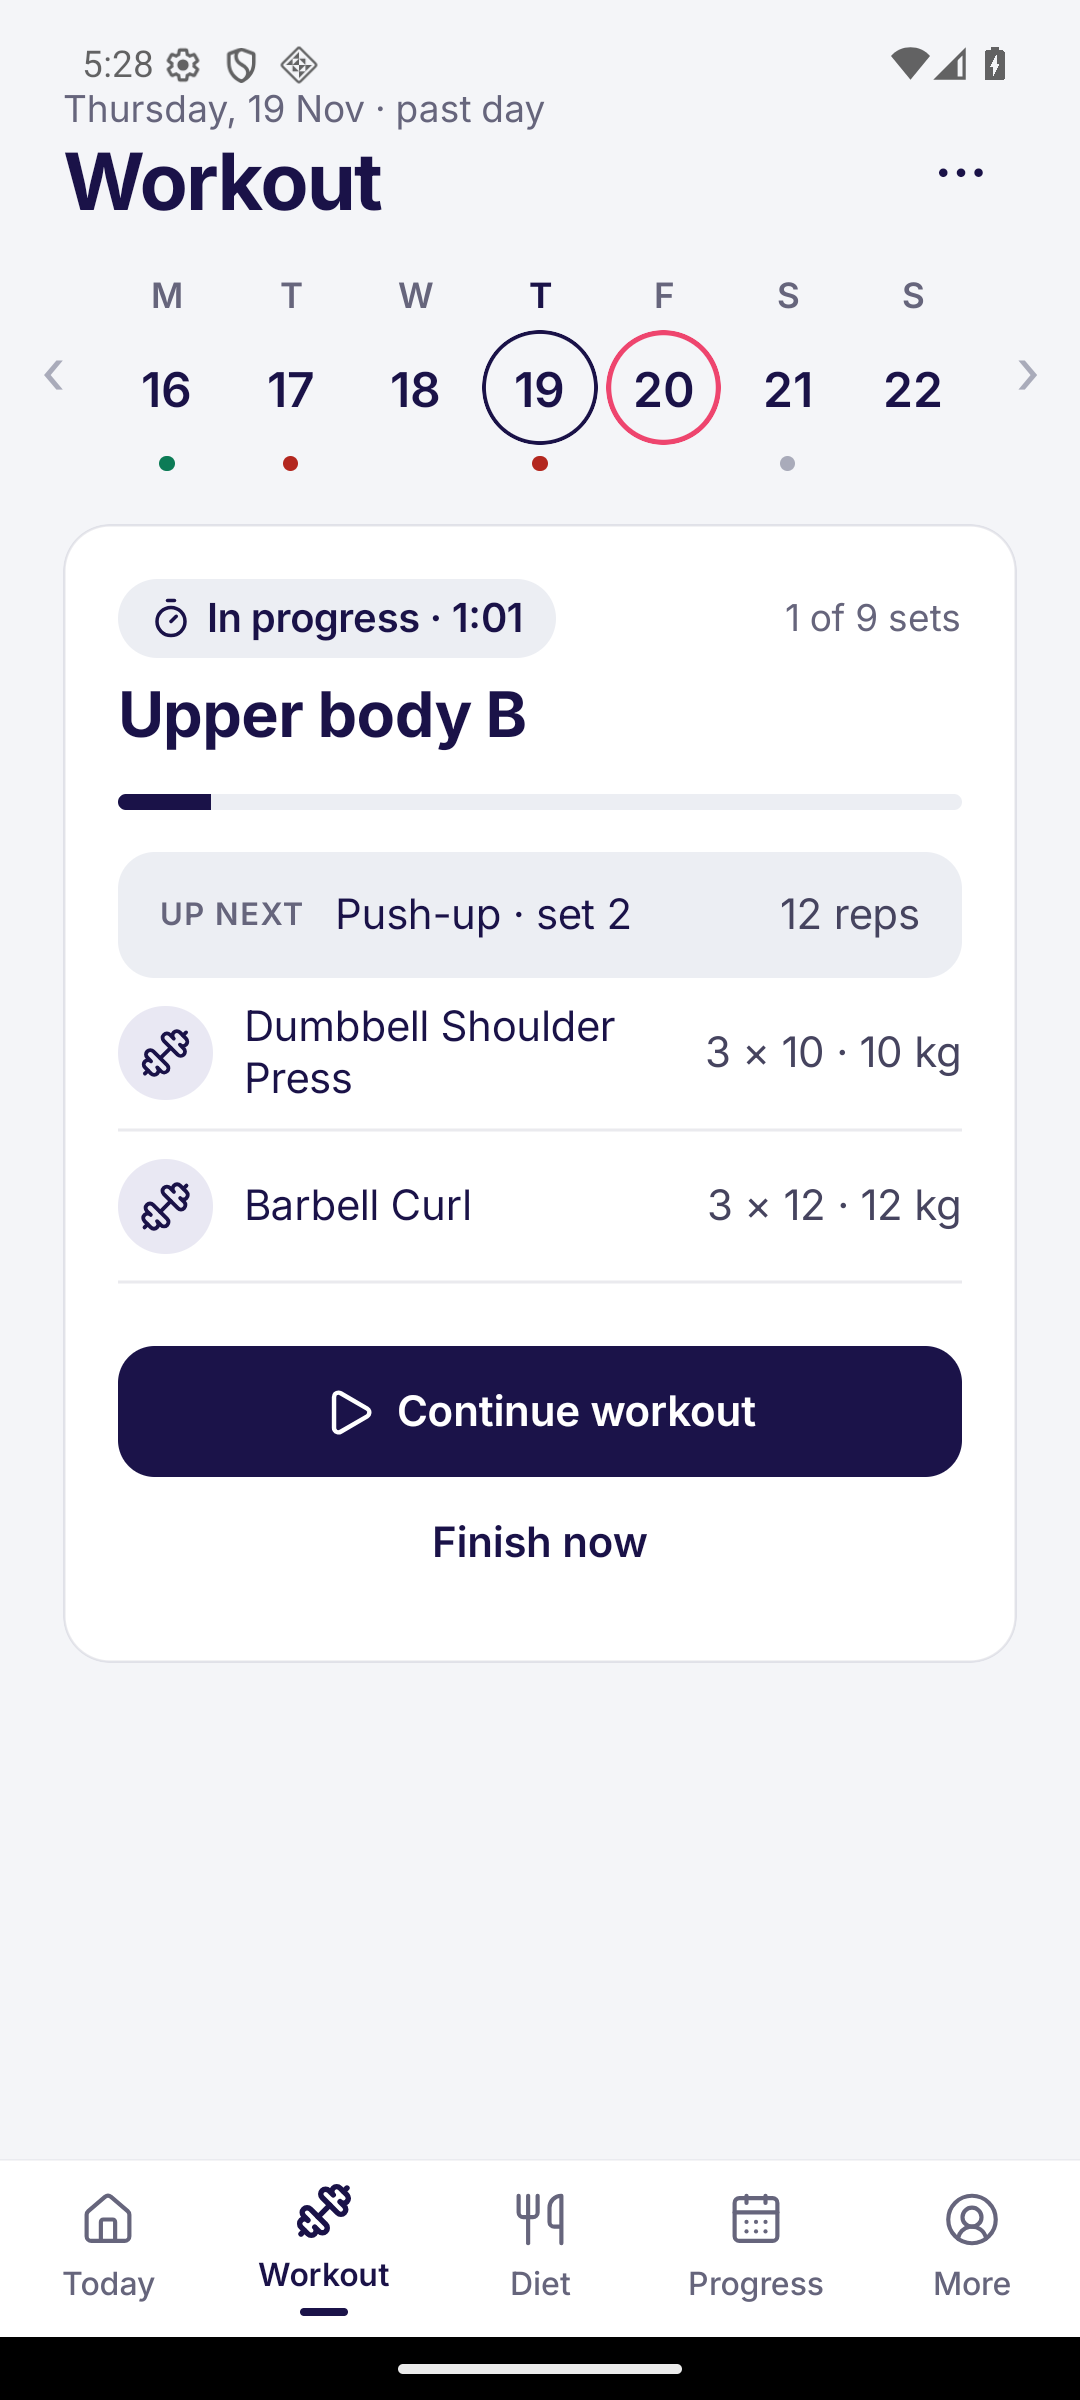 5:28
Thursday, 19 Nov · past day
Workout
M T W T F S S
‹ 16 17 18 19 20 21 22 ›
In progress · 1:01
1 of 9 sets
Upper body B
UP NEXT Push-up · set 2 12 reps
Dumbbell Shoulder
Press
3 × 10 · 10 kg
Barbell Curl 3 × 12 · 12 kg
Continue workout
Finish now
Today Workout Diet Progress More